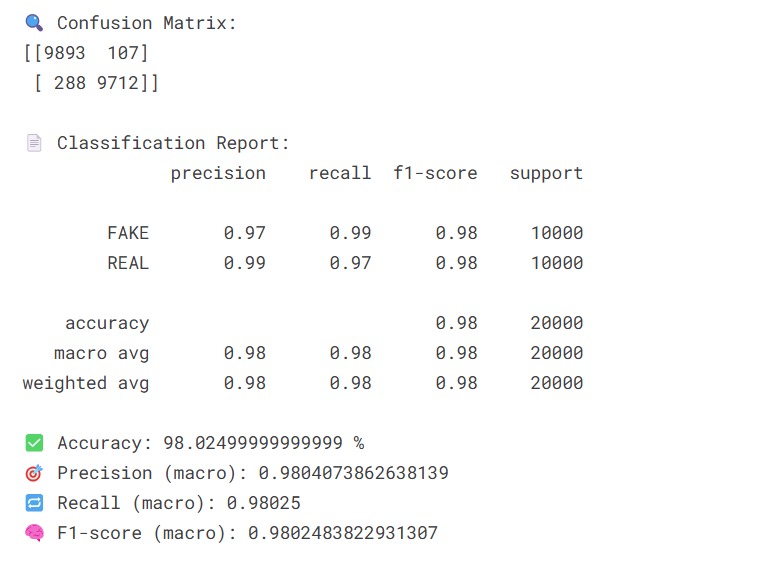 🔍 Confusion Matrix:
[[9893  107]
 [ 288 9712]]
📄 Classification Report:
              precision    recall  f1-score   support
        FAKE       0.97      0.99      0.98     10000
        REAL       0.99      0.97      0.98     10000
    accuracy                           0.98     20000
   macro avg       0.98      0.98      0.98     20000
weighted avg       0.98      0.98      0.98     20000
✅ Accuracy: 98.02499999999999 %
🎯 Precision (macro): 0.9804073862638139
🔁 Recall (macro): 0.98025
🧠 F1-score (macro): 0.9802483822931307